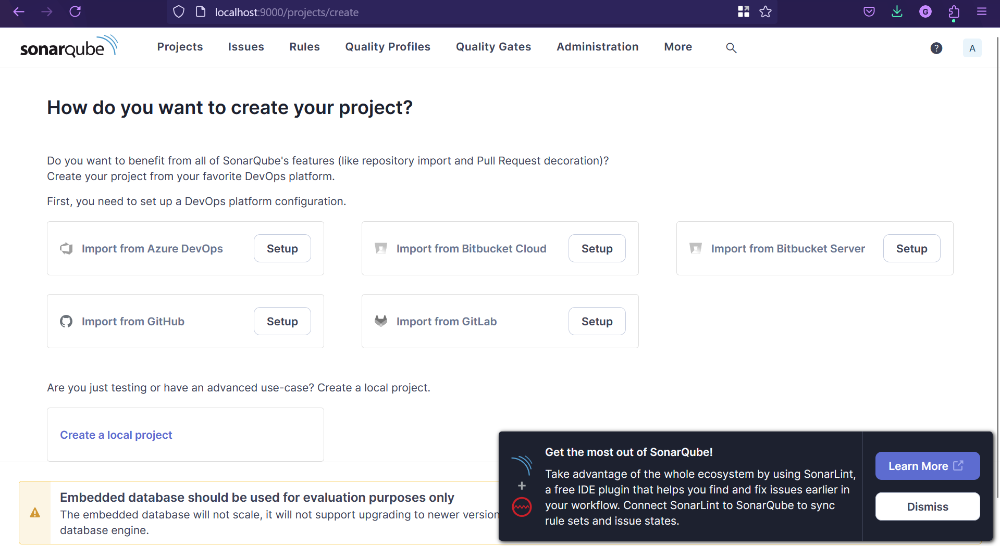 localhost:9000/projects/create
sonarqube
Projects Issues Rules Quality Profiles Quality Gates Administration More ? A
How do you want to create your project?
Do you want to benefit from all of SonarQube's features (like repository import and Pull Request decoration)?
Create your project from your favorite DevOps platform.
First, you need to set up a DevOps platform configuration.
Import from Azure DevOps Setup
Import from Bitbucket Cloud Setup
Import from Bitbucket Server Setup
Import from GitHub Setup
Import from GitLab Setup
Are you just testing or have an advanced use-case? Create a local project.
Create a local project
Embedded database should be used for evaluation purposes only
The embedded database will not scale, it will not support upgrading to newer version
database engine.
Get the most out of SonarQube!
Take advantage of the whole ecosystem by using SonarLint,
a free IDE plugin that helps you find and fix issues earlier in
your workflow. Connect SonarLint to SonarQube to sync
rule sets and issue states.
Learn More
Dismiss
G